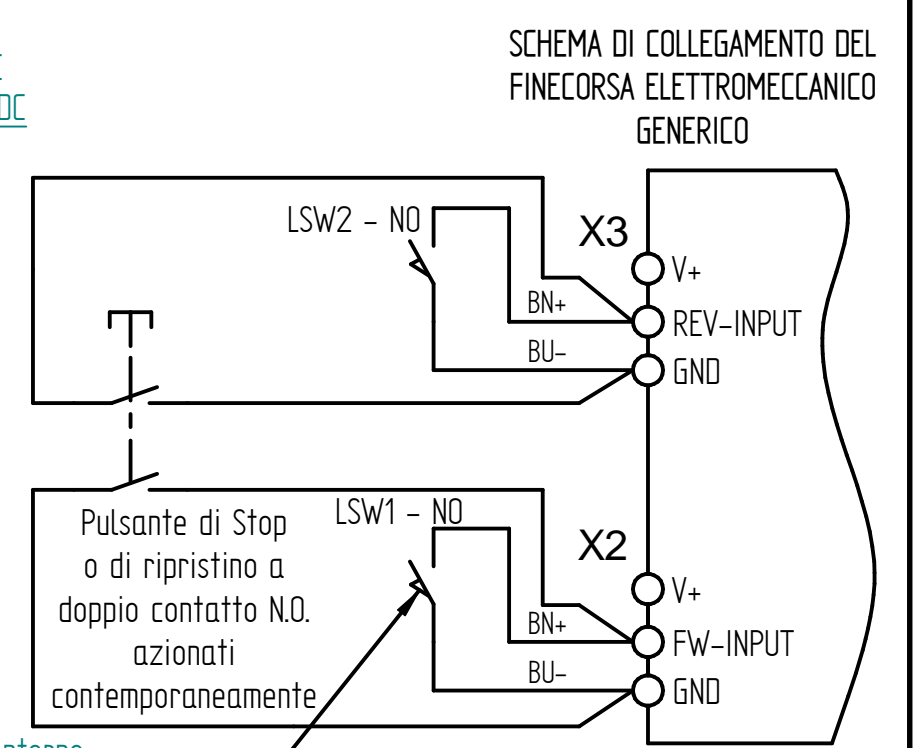 SCHEMA DI COLLEGAMENTO DEL
FINECORSA ELETTROMECCANICO
GENERICO
DC
LSW2 - NO
X3
V+
BN+
REV-INPUT
BU-
GND
Pulsante di Stop
o di ripristino a
doppio contatto N.O.
azionati
contemporaneamente
LSW1 - NO
X2
V+
BN+
FW-INPUT
BU-
GND